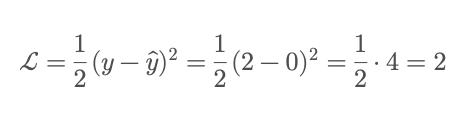 ℒ = 1/2 (y − ŷ)² = 1/2 (2 − 0)² = 1/2 · 4 = 2